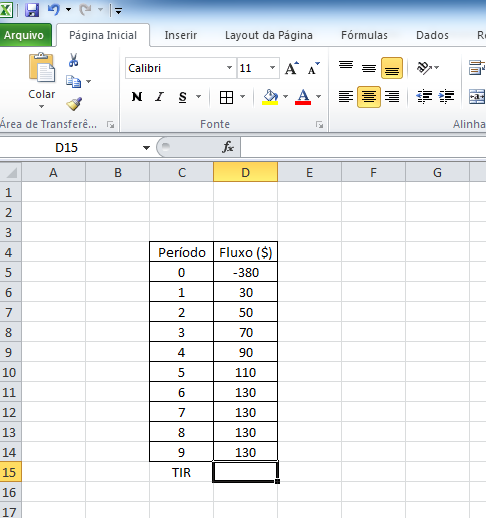 Arquivo Página Inicial Inserir Layout da Página Fórmulas Dados
Colar
Calibri 11 A A
N I S A
Área de Transferê... Fonte Alinha
D15 fx
A B C D E F G
1
2
3
4 Período Fluxo ($)
5 0 -380
6 1 30
7 2 50
8 3 70
9 4 90
10 5 110
11 6 130
12 7 130
13 8 130
14 9 130
15 TIR
16
17